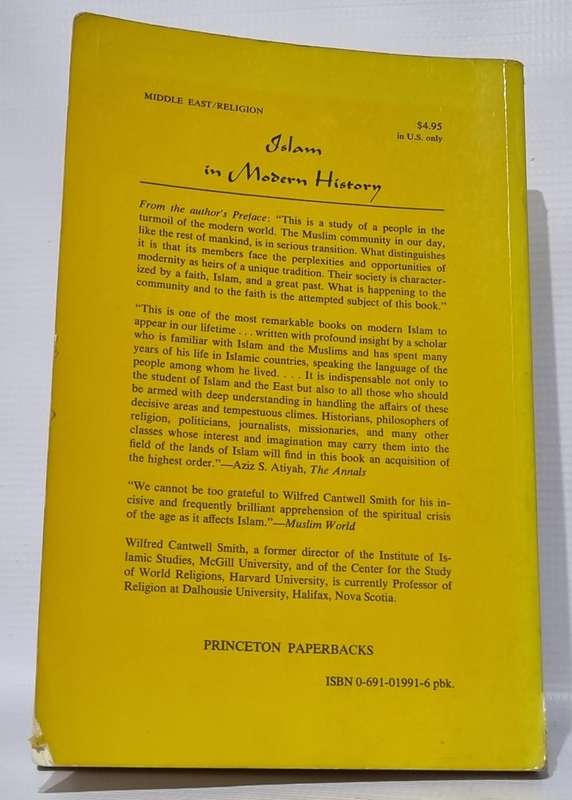 MIDDLE EAST/RELIGION
$4.95
in U.S. only
Islam
in Modern History
From the author's Preface: "This is a study of a people in the
turmoil of the modern world. The Muslim community in our day,
like the rest of mankind, is in serious transition. What distinguishes
it is that its members face the perplexities and opportunities of
modernity as heirs of a unique tradition. Their society is character-
ized by a faith, Islam, and a great past. What is happening to the
community and to the faith is the attempted subject of this book."
"This is one of the most remarkable books on modern Islam to
appear in our lifetime . . . written with profound insight by a scholar
who is familiar with Islam and the Muslims and has spent many
years of his life in Islamic countries, speaking the language of the
people among whom he lived. . . . It is indispensable not only to
the student of Islam and the East but also to all those who should
be armed with deep understanding in handling the affairs of these
decisive areas and tempestuous climes. Historians, philosophers of
religion, politicians, journalists, missionaries, and many other
classes whose interest and imagination may carry them into the
field of the lands of Islam will find in this book an acquisition of
the highest order."—Aziz S. Atiyah, The Annals
"We cannot be too grateful to Wilfred Cantwell Smith for his in-
cisive and frequently brilliant apprehension of the spiritual crisis
of the age as it affects Islam."—Muslim World
Wilfred Cantwell Smith, a former director of the Institute of Is-
lamic Studies, McGill University, and of the Center for the Study
of World Religions, Harvard University, is currently Professor of
Religion at Dalhousie University, Halifax, Nova Scotia.
PRINCETON PAPERBACKS
ISBN 0-691-01991-6 pbk.